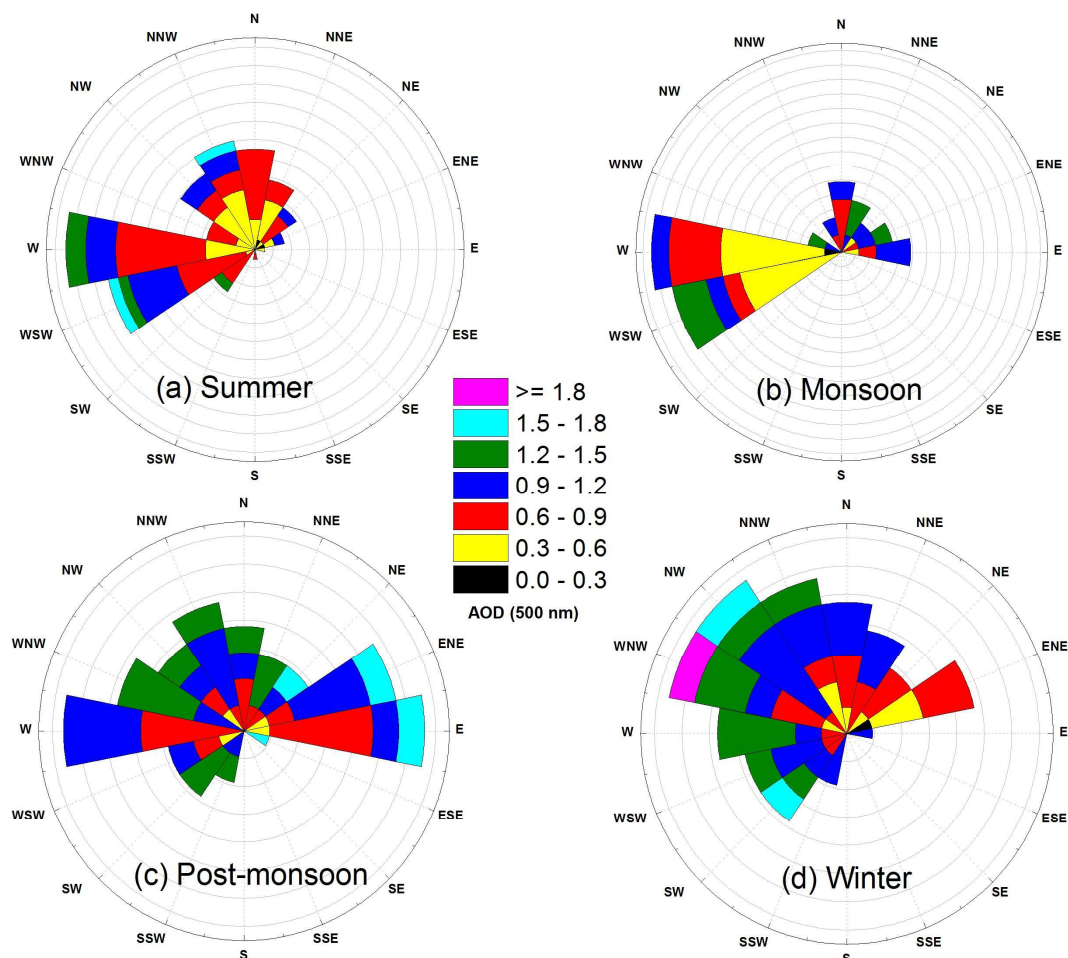 N
NNW
NNE
NW
NE
WNW
ENE
W
E
WSW
ESE
SW
SE
SSW
SSE
S
(a) Summer
N
NNW
NNE
NW
NE
WNW
ENE
W
E
WSW
ESE
SW
SE
SSW
SSE
S
(b) Monsoon
>= 1.8
1.5 - 1.8
1.2 - 1.5
0.9 - 1.2
0.6 - 0.9
0.3 - 0.6
0.0 - 0.3
AOD (500 nm)
N
NNW
NNE
NW
NE
WNW
ENE
W
E
WSW
ESE
SW
SE
SSW
SSE
S
(c) Post-monsoon
N
NNW
NNE
NW
NE
WNW
ENE
W
E
WSW
ESE
SW
SE
SSW
SSE
S
(d) Winter